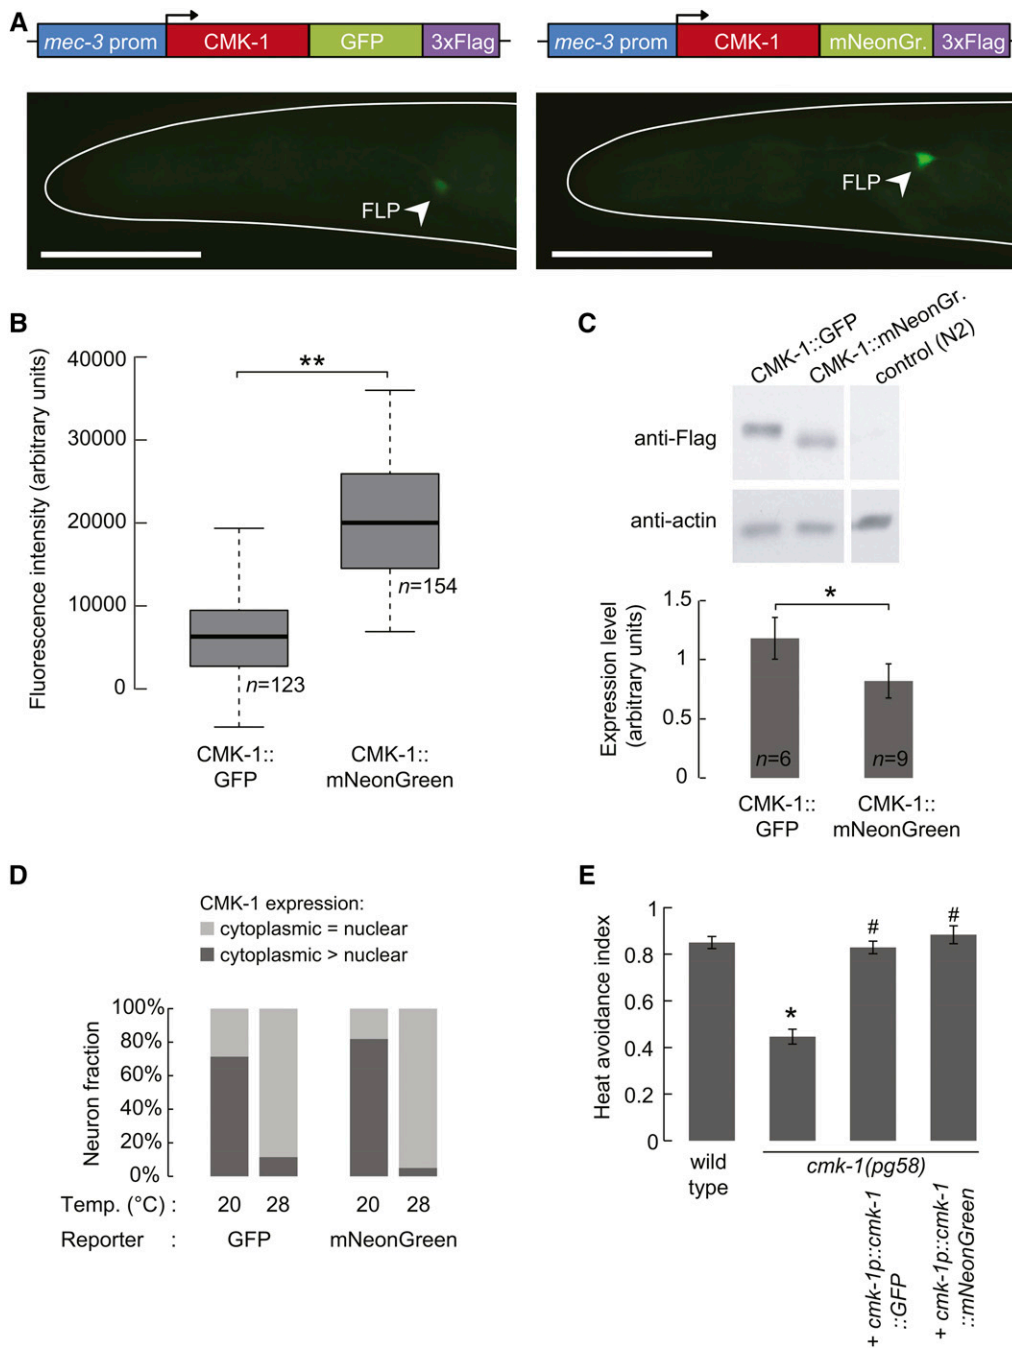 A
mec-3 prom CMK-1 GFP 3xFlag
mec-3 prom CMK-1 mNeonGr. 3xFlag
FLP
FLP
B
Fluorescence intensity (arbitrary units)
40000
30000
20000
10000
0
**
n=123
n=154
CMK-1::
GFP
CMK-1::
mNeonGreen
C
CMK-1::GFP
CMK-1::mNeonGr.
control (N2)
anti-Flag
anti-actin
Expression level
(arbitrary units)
1.5
1
0.5
0
*
n=6
n=9
CMK-1::
GFP
CMK-1::
mNeonGreen
D
CMK-1 expression:
cytoplasmic = nuclear
cytoplasmic > nuclear
Neuron fraction
100%
80%
60%
40%
20%
0%
Temp. (°C) : 20 28 20 28
Reporter : GFP mNeonGreen
E
Heat avoidance index
1
0.8
0.6
0.4
0.2
0
*
#
#
wild
type
cmk-1(pg58)
+ cmk-1p::cmk-1
::GFP
+ cmk-1p::cmk-1
::mNeonGreen